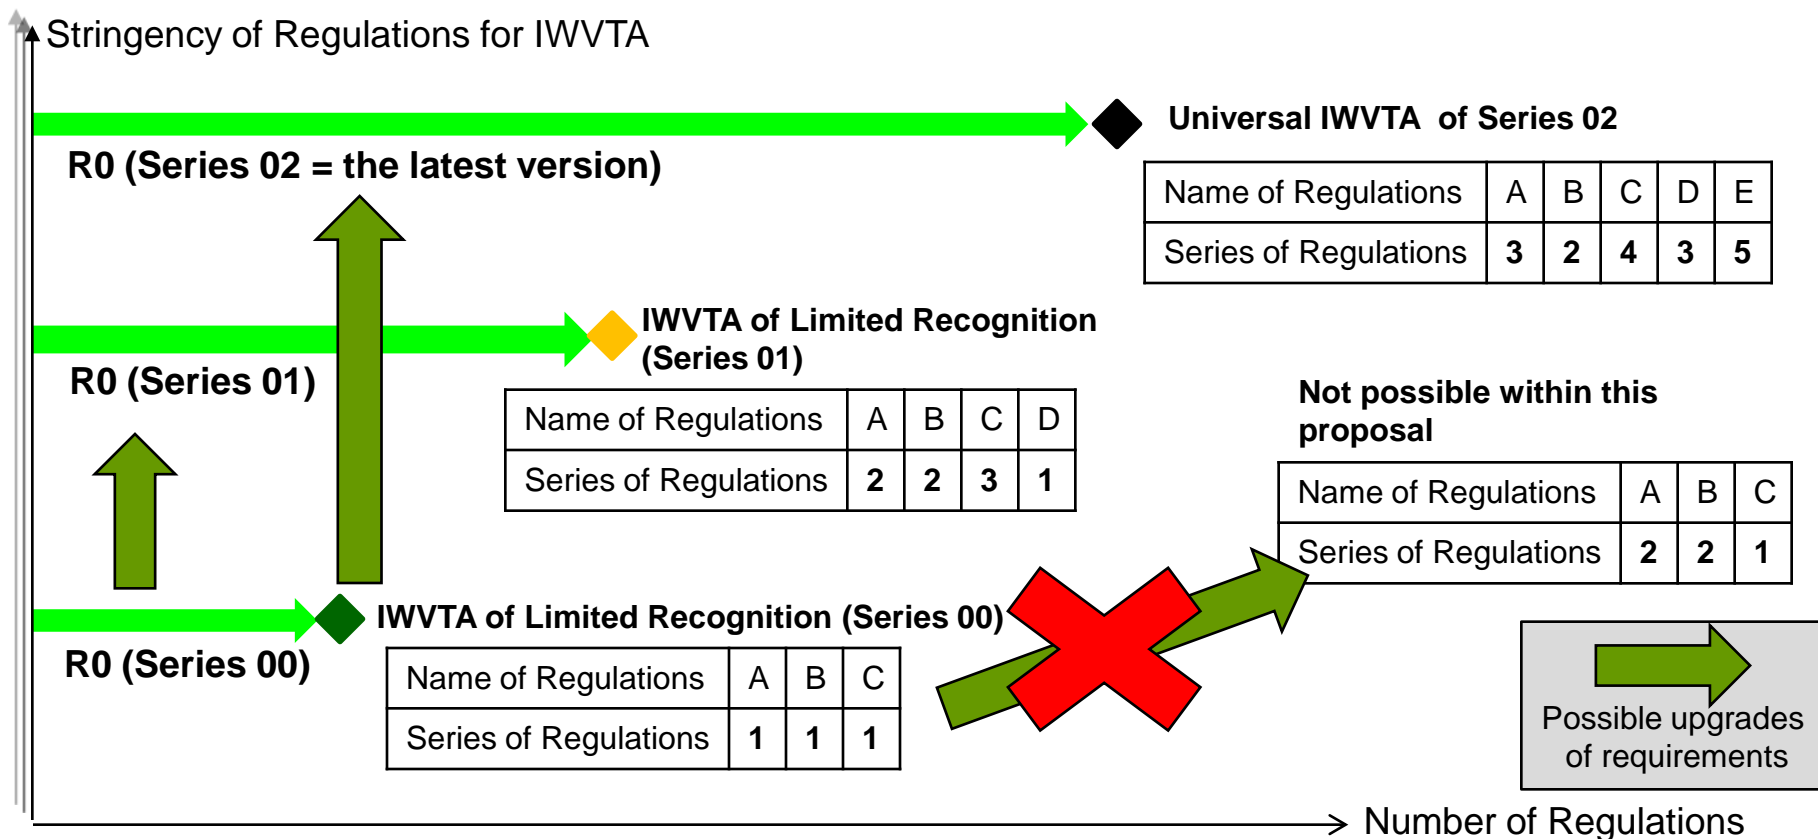 Stringency of Regulations for IWVTA
Universal IWVTA of Series 02
R0 (Series 02 = the latest version)
Name of Regulations A B C D E
Series of Regulations 3 2 4 3 5
IWVTA of Limited Recognition
(Series 01)
R0 (Series 01)
Name of Regulations A B C D
Series of Regulations 2 2 3 1
Not possible within this
proposal
Name of Regulations A B C
Series of Regulations 2 2 1
IWVTA of Limited Recognition (Series 00)
R0 (Series 00)
Name of Regulations A B C
Series of Regulations 1 1 1
Possible upgrades
of requirements
Number of Regulations